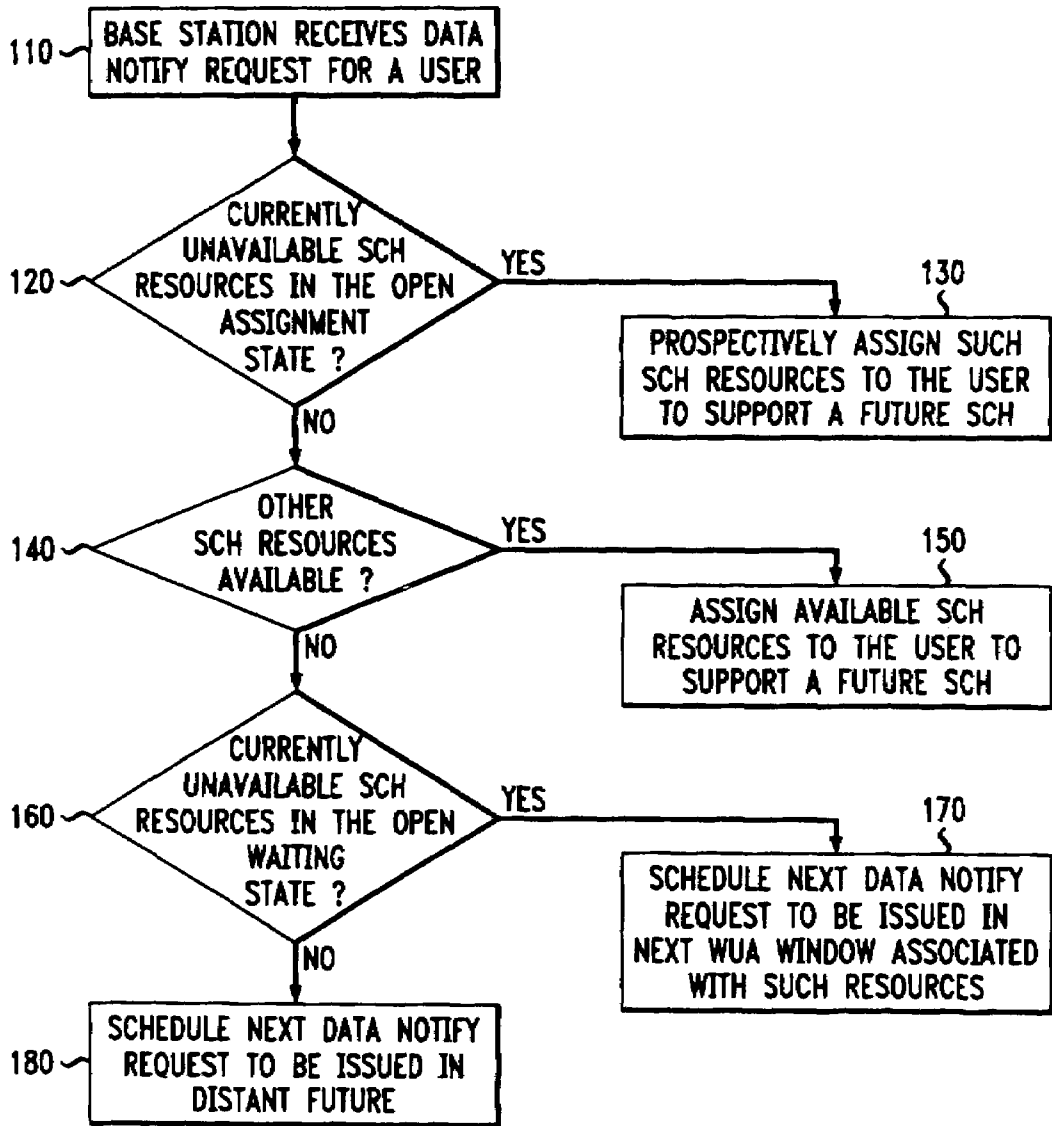 110
BASE STATION RECEIVES DATA
NOTIFY REQUEST FOR A USER
120
CURRENTLY
UNAVAILABLE SCH
RESOURCES IN THE OPEN
ASSIGNMENT
STATE ?
YES
130
PROSPECTIVELY ASSIGN SUCH
SCH RESOURCES TO THE USER
TO SUPPORT A FUTURE SCH
NO
140
OTHER
SCH RESOURCES
AVAILABLE ?
YES
150
ASSIGN AVAILABLE SCH
RESOURCES TO THE USER TO
SUPPORT A FUTURE SCH
NO
160
CURRENTLY
UNAVAILABLE SCH
RESOURCES IN THE OPEN
WAITING
STATE ?
YES
170
SCHEDULE NEXT DATA NOTIFY
REQUEST TO BE ISSUED IN
NEXT WUA WINDOW ASSOCIATED
WITH SUCH RESOURCES
NO
180
SCHEDULE NEXT DATA NOTIFY
REQUEST TO BE ISSUED IN
DISTANT FUTURE